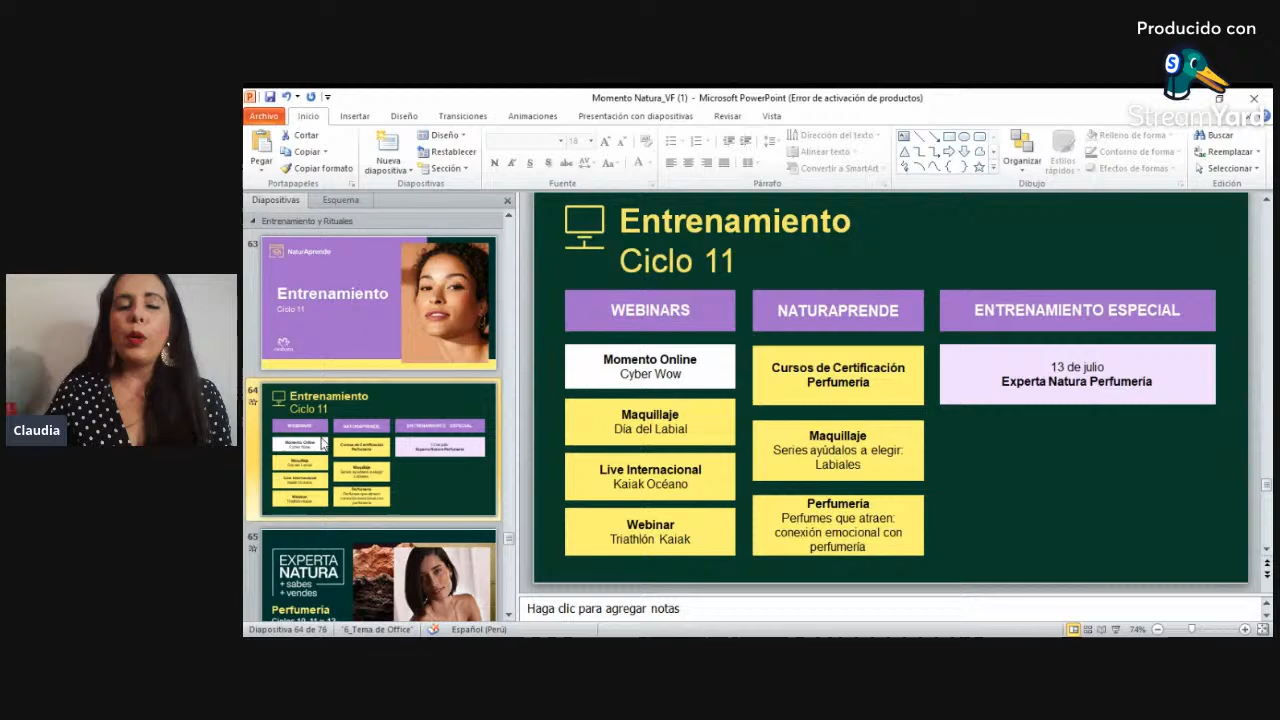 Producido con
StreamYard
Momento Natura_VF (1) - Microsoft PowerPoint (Error de activación de productos)
Archivo
Inicio
Insertar
Diseño
Transiciones
Animaciones
Presentación con diapositivas
Revisar
Vista
Pegar
Cortar
Copiar
Copiar formato
Portapapeles
Nueva
diapositiva
Diseño
Restablecer
Sección
Diapositivas
18
N
Fuente
Dirección del texto
Alinear texto
Convertir a SmartArt
Párrafo
Organizar
Estilos
rápidos
Relleno de forma
Contorno de forma
Efectos de formas
Dibujo
Buscar
Reemplazar
Seleccionar
Edición
Diapositivas
Esquema
Entrenamiento y Rituales
63
NaturAprende
Entrenamiento
Ciclo 11
natura
64
Entrenamiento
Ciclo 11
65
EXPERTA
NATURA
+ sabes
+ vendes
Perfumería
Claudia
Entrenamiento
Ciclo 11
WEBINARS
Momento Online
Cyber Wow
Maquillaje
Día del Labial
Live Internacional
Kaiak Océano
Webinar
Triathlón Kaiak
NATURAPRENDE
Cursos de Certificación
Perfumería
Maquillaje
Series ayúdalos a elegir:
Labiales
Perfumería
Perfumes que atraen:
conexión emocional con
perfumería
ENTRENAMIENTO ESPECIAL
13 de julio
Experta Natura Perfumería
Haga clic para agregar notas
Diapositiva 64 de 76
"6_Tema de Office"
Español (Perú)
74%